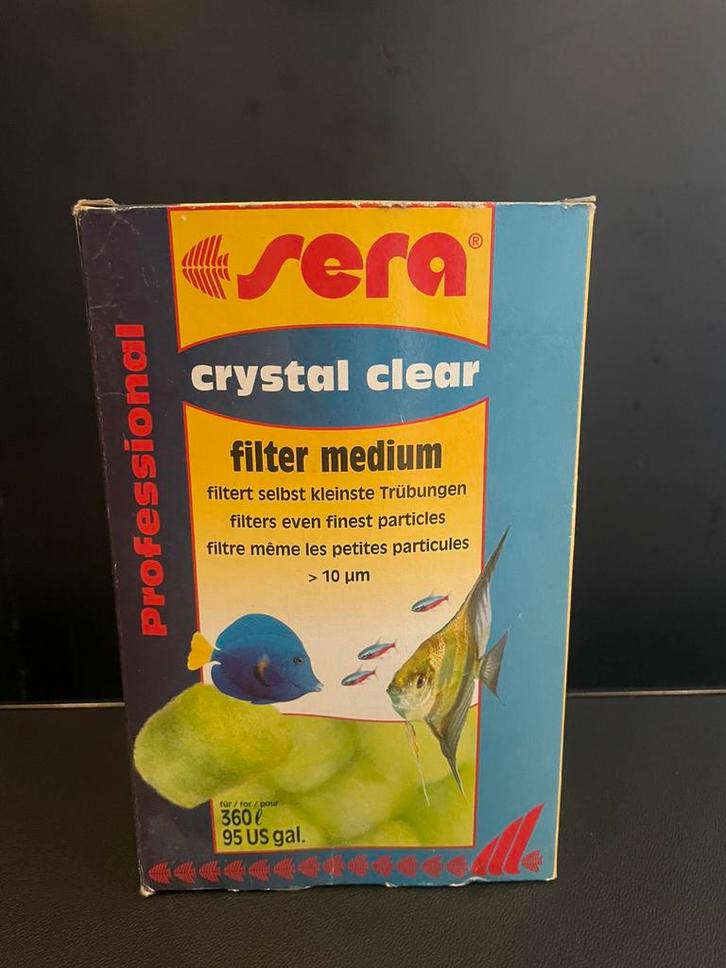 sera®
crystal clear
professional
filter medium
filtert selbst kleinste Trübungen
filters even finest particles
filtre même les petites particules
> 10 µm
für / for / pour
360 ℓ
95 US gal.